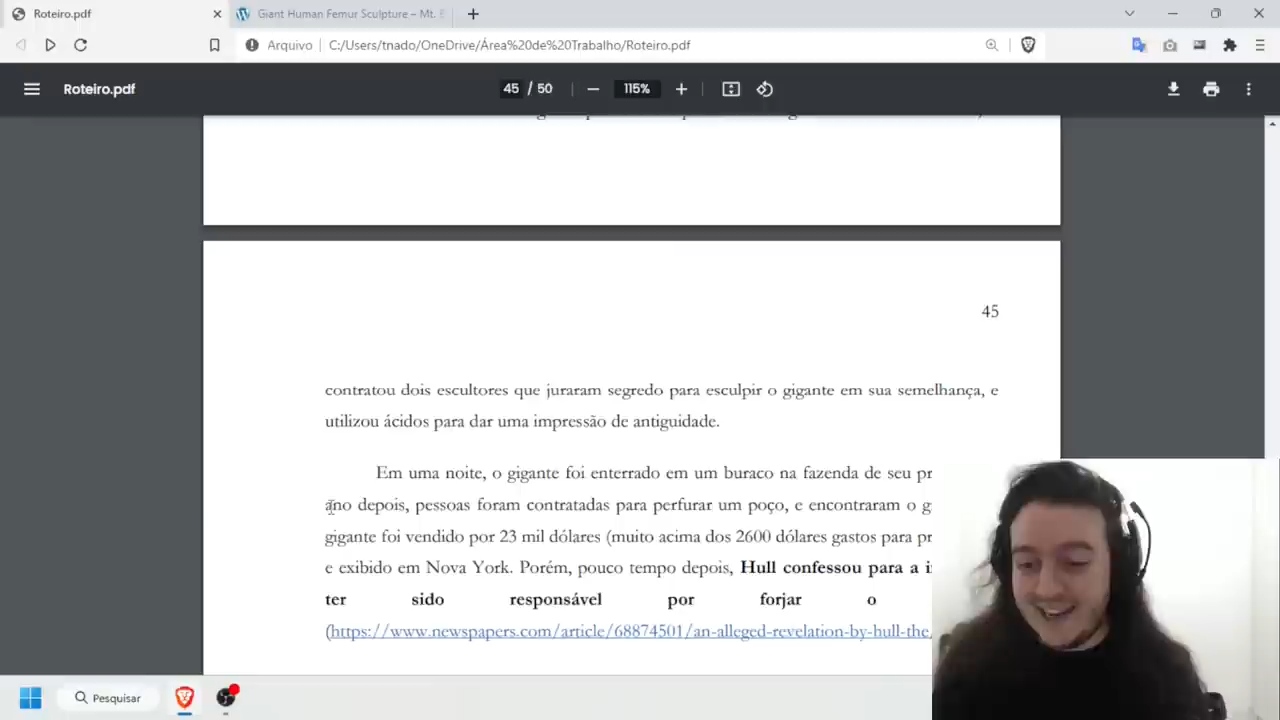 Roteiro.pdf
Giant Human Femur Sculpture – Mt.
Arquivo
C:/Users/tnado/OneDrive/Área%20de%20Trabalho/Roteiro.pdf
Roteiro.pdf
45 / 50
115%
45
contratou dois escultores que juraram segredo para esculpir o gigante em sua semelhança, e
utilizou ácidos para dar uma impressão de antiguidade.
Em uma noite, o gigante foi enterrado em um buraco na fazenda de seu pr
ano depois, pessoas foram contratadas para perfurar um poço, e encontraram o g
gigante foi vendido por 23 mil dólares (muito acima dos 2600 dólares gastos para pr
e exibido em Nova York. Porém, pouco tempo depois, Hull confessou para a i
ter sido responsável por forjar o
(https://www.newspapers.com/article/68874501/an-alleged-revelation-by-hull-the/
Pesquisar